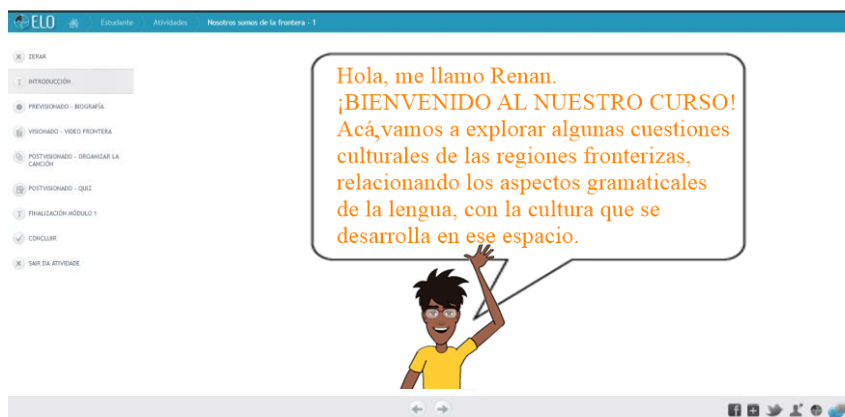 ELO Estudante Atividades Nosotros somos de la frontera - 1
ZERAR
INTRODUCCIÓN
PREVISIONADO - BIOGRAFÍA
VISIONADO - VIDEO FRONTERA
POSTVISIONADO - ORGANIZAR LA
CANCIÓN
POSTVISIONADO - QUIZ
FINALIZACIÓN MÓDULO 1
CONCLUIR
SAIR DA ATIVIDADE
Hola, me llamo Renan.
¡BIENVENIDO AL NUESTRO CURSO!
Acá,vamos a explorar algunas cuestiones
culturales de las regiones fronterizas,
relacionando los aspectos gramaticales
de la lengua, con la cultura que se
desarrolla en ese espacio.